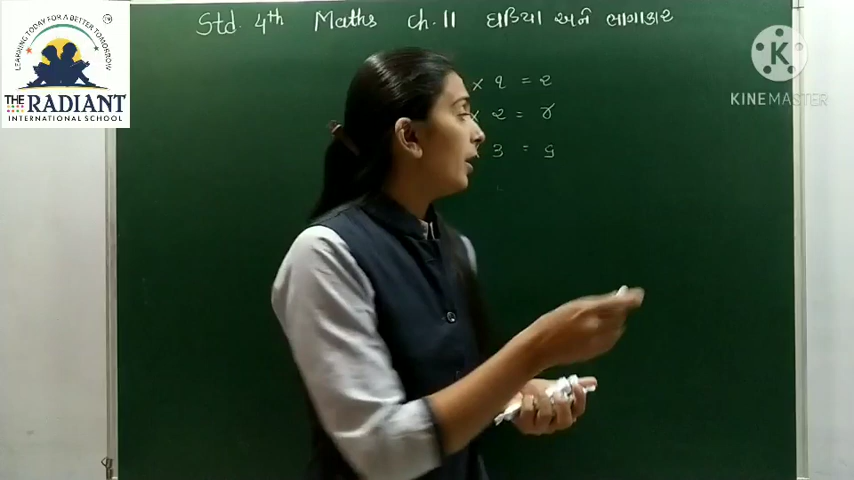 Std. 4th Maths Ch. 11 ઘડિયા અને ભાગાકાર
LEARNING TODAY FOR A BETTER TOMORROW
THE RADIANT
INTERNATIONAL SCHOOL
K
KINEMASTER
× ૧ = ૨
× ૨ = ૪
× ૩ = ૬